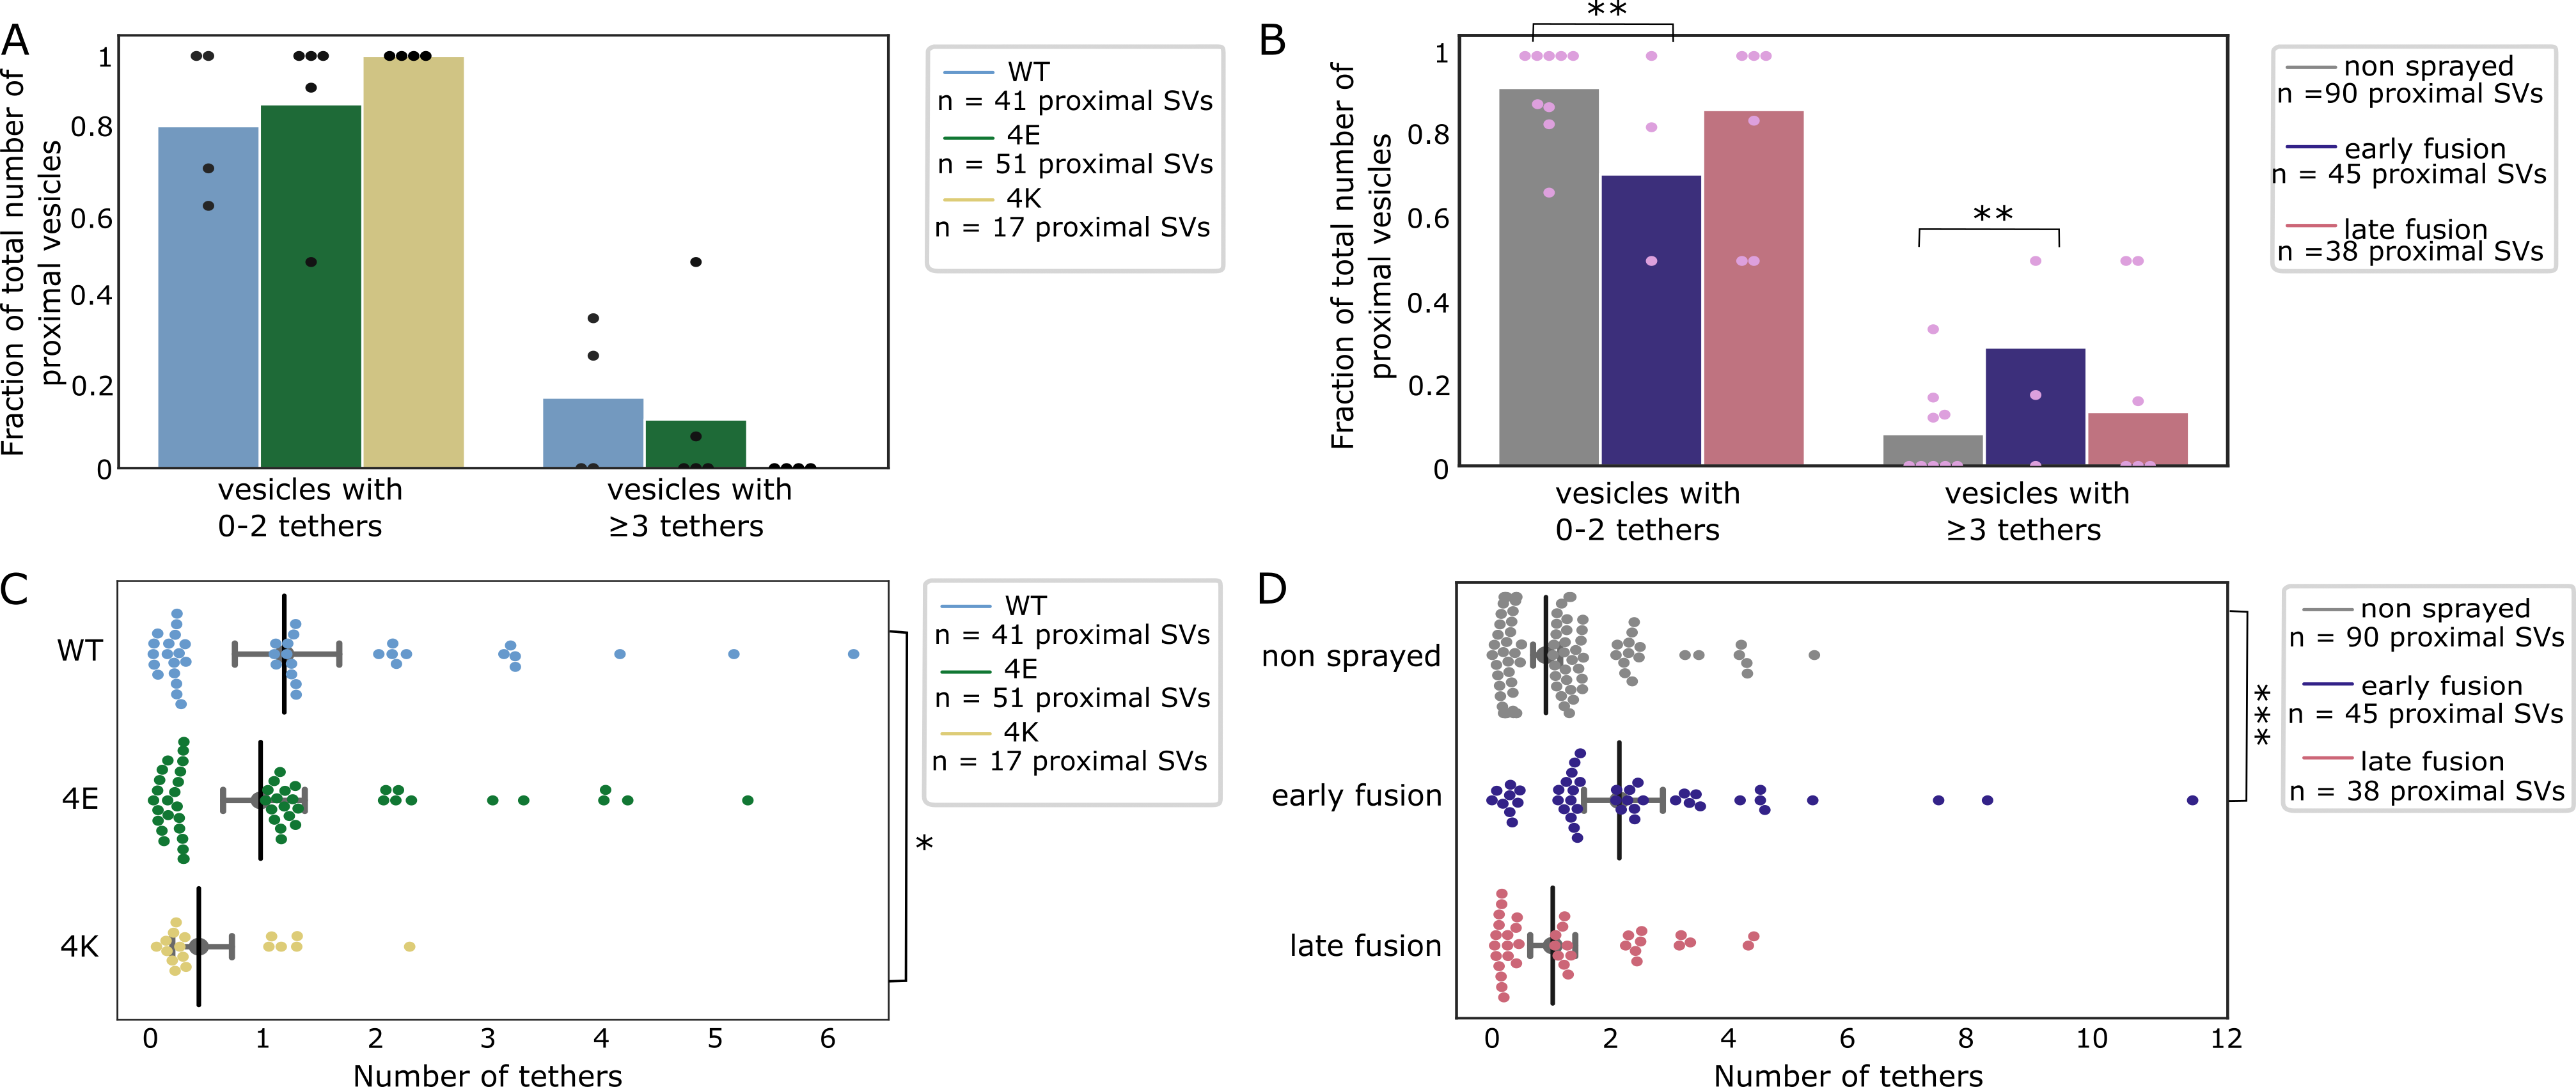 A
Fraction of total number of
proximal vesicles
1
0.8
0.6
0.4
0.2
0
vesicles with
0-2 tethers
vesicles with
≥3 tethers
WT
n = 41 proximal SVs
4E
n = 51 proximal SVs
4K
n = 17 proximal SVs
B
Fraction of total number of
proximal vesicles
1
0.8
0.6
0.4
0.2
0
**
**
vesicles with
0-2 tethers
vesicles with
≥3 tethers
non sprayed
n =90 proximal SVs
early fusion
n = 45 proximal SVs
late fusion
n =38 proximal SVs
C
WT
4E
4K
0 1 2 3 4 5 6
Number of tethers
*
WT
n = 41 proximal SVs
4E
n = 51 proximal SVs
4K
n = 17 proximal SVs
D
non sprayed
early fusion
late fusion
0 2 4 6 8 10 12
Number of tethers
***
non sprayed
n = 90 proximal SVs
early fusion
n = 45 proximal SVs
late fusion
n = 38 proximal SVs